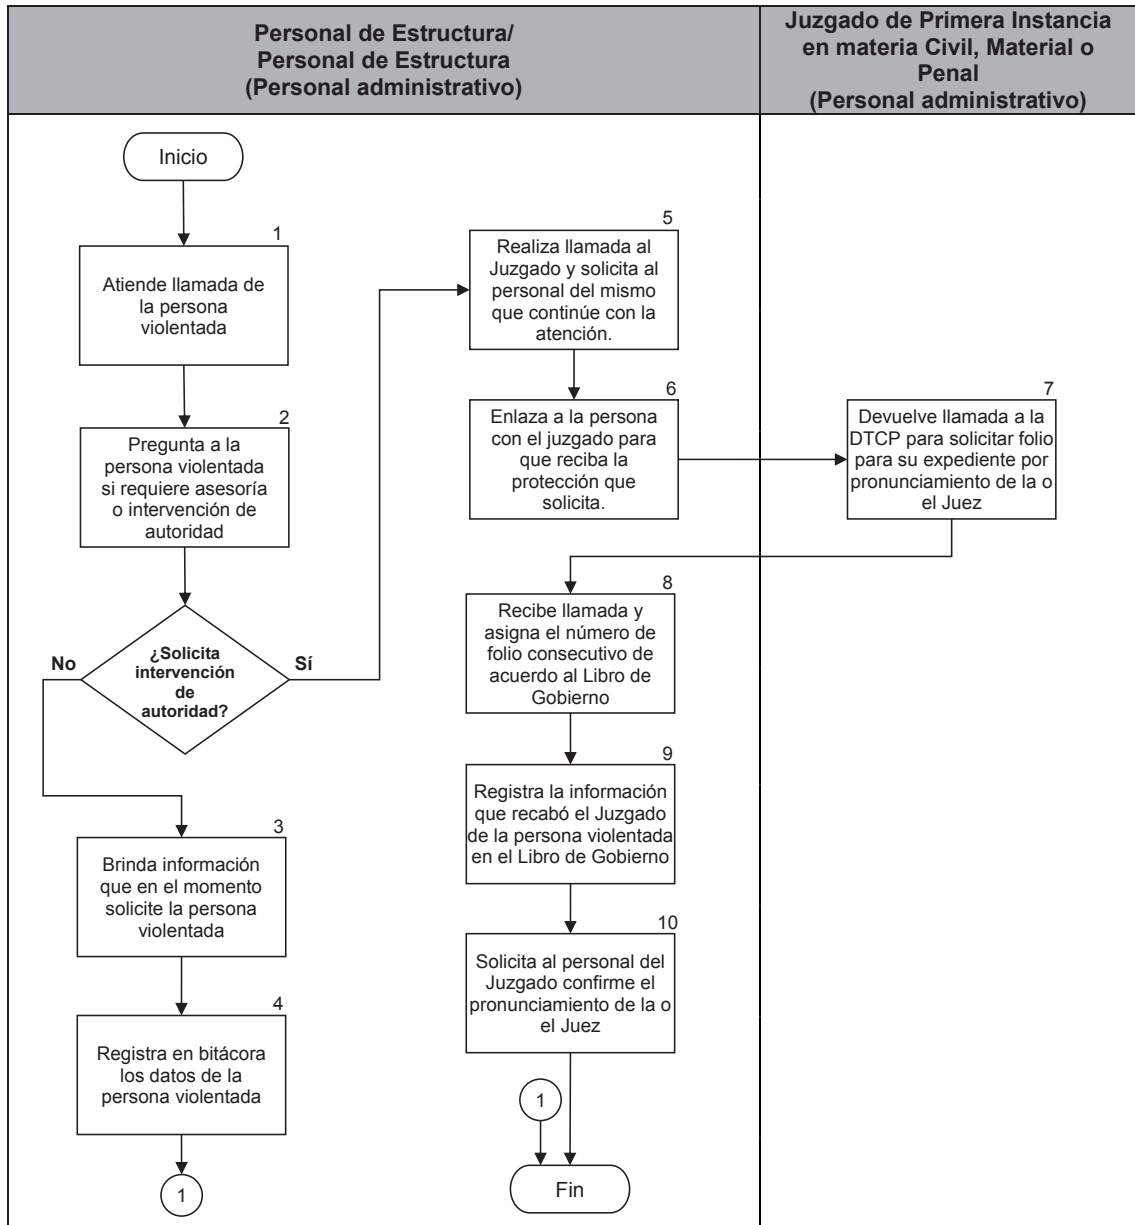 Personal de Estructura/
Personal de Estructura
(Personal administrativo)
Juzgado de Primera Instancia
en materia Civil, Material o
Penal
(Personal administrativo)
Inicio
1
Atiende llamada de
la persona
violentada
2
Pregunta a la
persona violentada
si requiere asesoría
o intervención de
autoridad
¿Solicita
intervención
de
autoridad?
No
Sí
3
Brinda información
que en el momento
solicite la persona
violentada
4
Registra en bitácora
los datos de la
persona violentada
1
5
Realiza llamada al
Juzgado y solicita al
personal del mismo
que continúe con la
atención.
6
Enlaza a la persona
con el juzgado para
que reciba la
protección que
solicita.
7
Devuelve llamada a la
DTCP para solicitar folio
para su expediente por
pronunciamiento de la o
el Juez
8
Recibe llamada y
asigna el número de
folio consecutivo de
acuerdo al Libro de
Gobierno
9
Registra la información
que recabó el Juzgado
de la persona violentada
en el Libro de Gobierno
10
Solicita al personal del
Juzgado confirme el
pronunciamiento de la o
el Juez
1
Fin